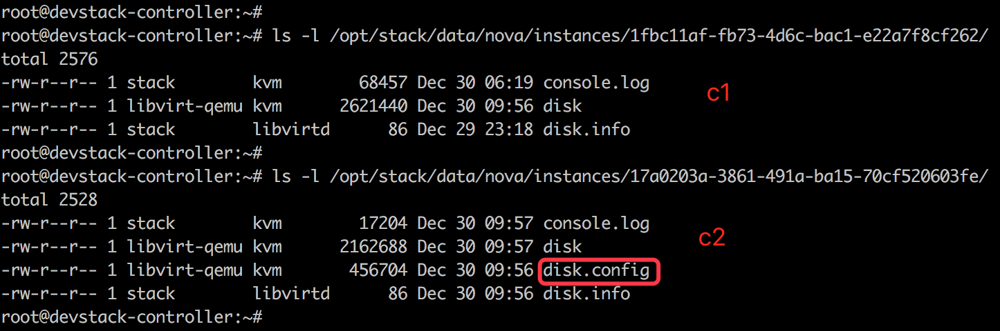 root@devstack-controller:~#
root@devstack-controller:~# ls -l /opt/stack/data/nova/instances/1fbc11af-fb73-4d6c-bac1-e22a7f8cf262/
total 2576
-rw-r--r-- 1 stack        kvm        68457 Dec 30 06:19 console.log
c1
-rw-r--r-- 1 libvirt-qemu kvm      2621440 Dec 30 09:56 disk
-rw-r--r-- 1 stack        libvirtd      86 Dec 29 23:18 disk.info
root@devstack-controller:~#
root@devstack-controller:~# ls -l /opt/stack/data/nova/instances/17a0203a-3861-491a-ba15-70cf520603fe/
total 2528
-rw-r--r-- 1 stack        kvm        17204 Dec 30 09:57 console.log
c2
-rw-r--r-- 1 libvirt-qemu kvm      2162688 Dec 30 09:57 disk
-rw-r--r-- 1 libvirt-qemu kvm       456704 Dec 30 09:56 disk.config
-rw-r--r-- 1 stack        libvirtd      86 Dec 30 09:56 disk.info
root@devstack-controller:~#